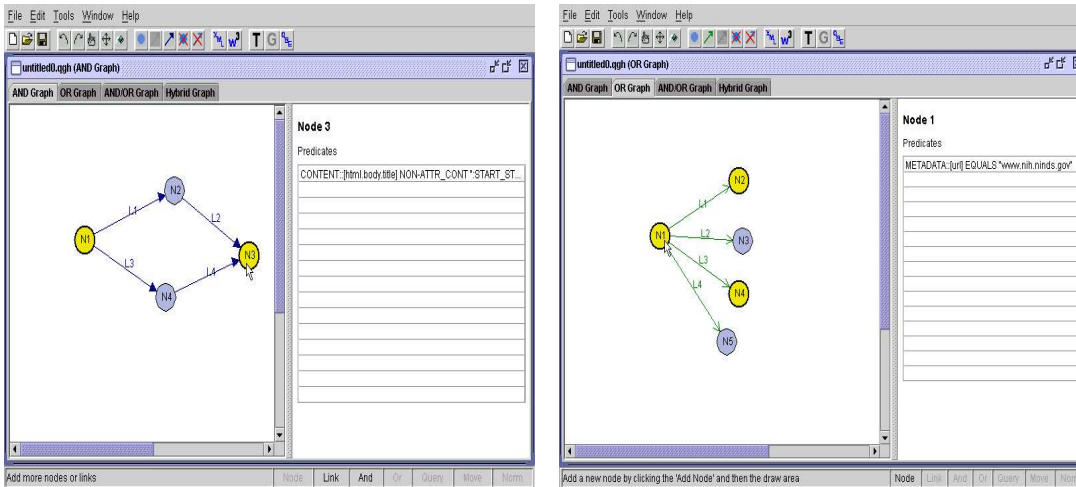 File Edit Tools Window Help
T G
untitled0.qgh (AND Graph)
AND Graph OR Graph AND/OR Graph Hybrid Graph
N1
N2
N3
N4
L1
L2
L3
L4
Node 3
Predicates
CONTENT::[html.body.title] NON-ATTR_CONT ":START_ST...
Add more nodes or links
Node Link And Or Query Move Norm
File Edit Tools Window Help
T G
untitled0.qgh (OR Graph)
AND Graph OR Graph AND/OR Graph Hybrid Graph
N1
N2
N3
N4
N5
L1
L2
L3
L4
Node 1
Predicates
METADATA::[url] EQUALS "www.nih.ninds.gov"
Add a new node by clicking the 'Add Node' and then the draw area
Node Link And Or Query Move Norm